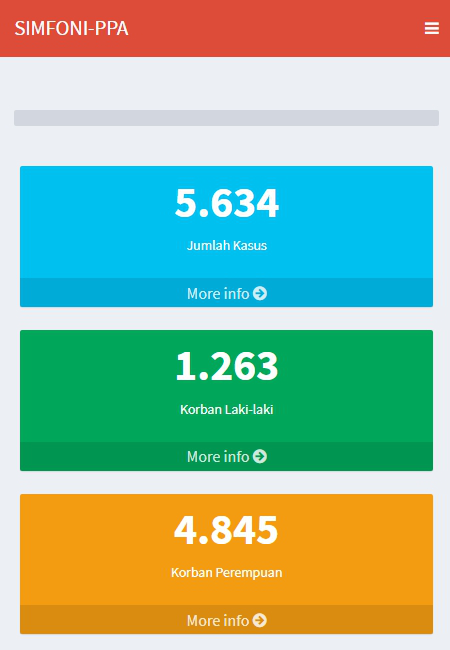 SIMFONI-PPA
5.634
Jumlah Kasus
More info
1.263
Korban Laki-laki
More info
4.845
Korban Perempuan
More info